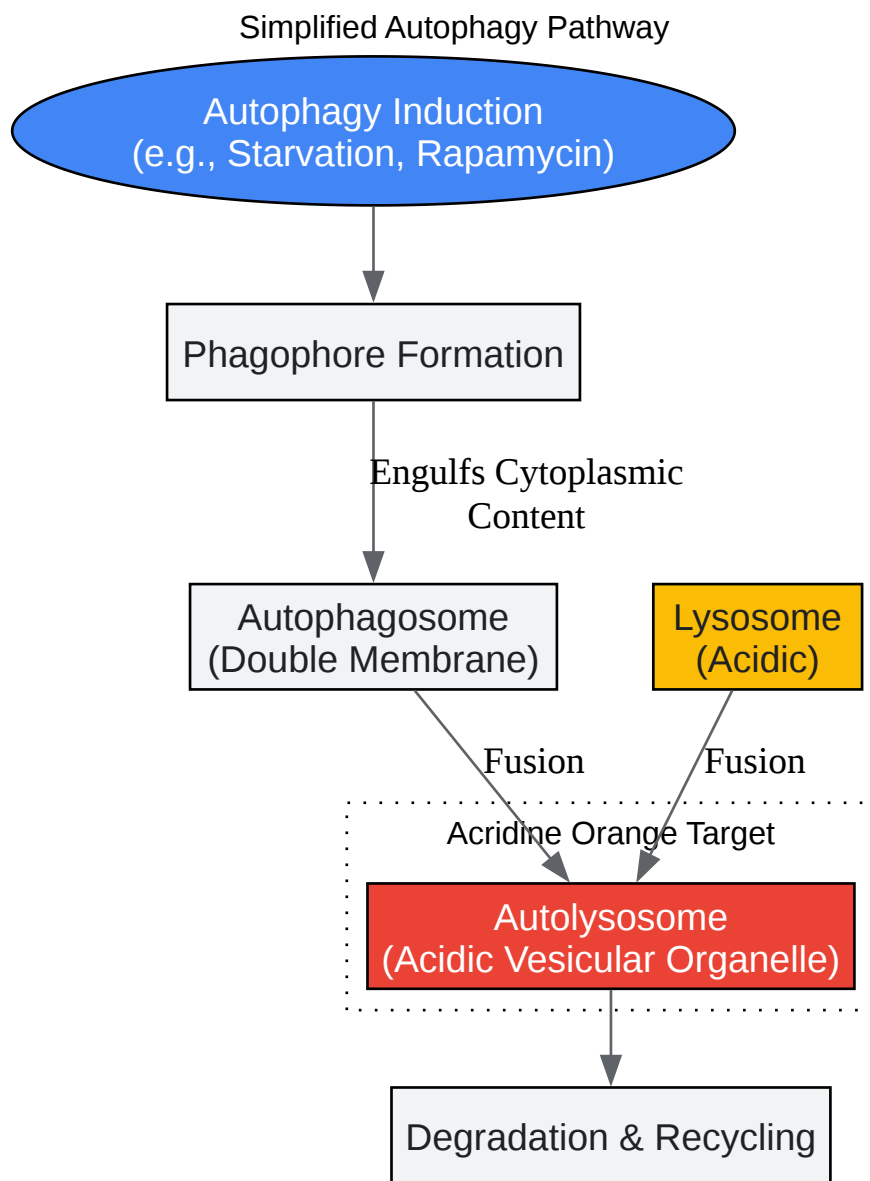 Simplified Autophagy Pathway
Autophagy Induction
(e.g., Starvation, Rapamycin)
Phagophore Formation
Engulfs Cytoplasmic
Content
Autophagosome
(Double Membrane)
Lysosome
(Acidic)
Fusion
Fusion
Acridine Orange Target
Autolysosome
(Acidic Vesicular Organelle)
Degradation & Recycling